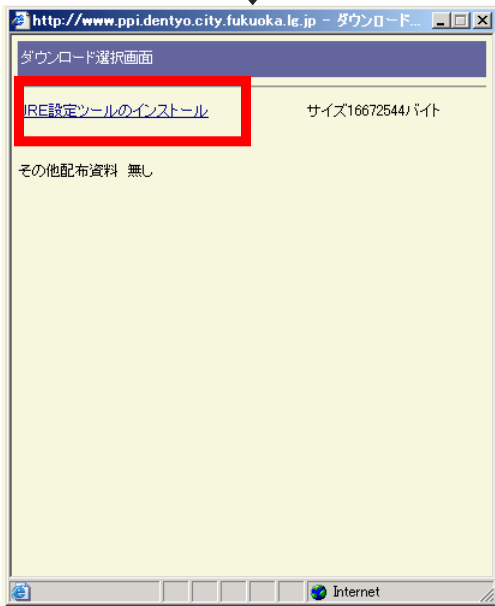 http://www.ppi.dentyo.city.fukuoka.lg.jp - ダウンロード...
ダウンロード選択画面
JRE設定ツールのインストール サイズ16672544バイト
その他配布資料 無し
Internet